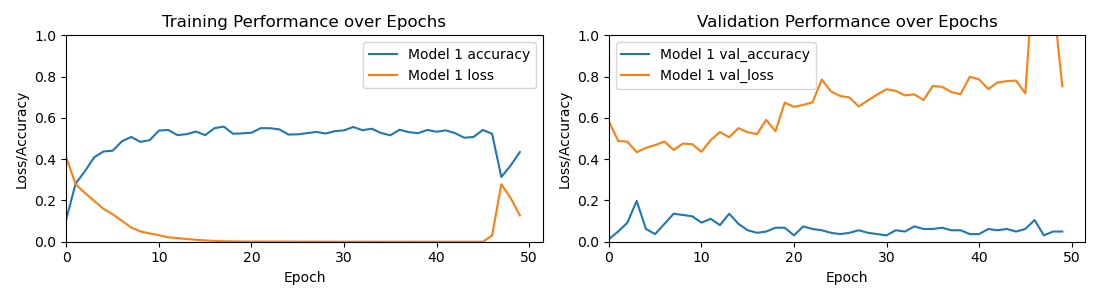 Training Performance over Epochs
1.0
0.8
0.6
0.4
0.2
0.0
Loss/Accuracy
Model 1 accuracy
Model 1 loss
0 10 20 30 40 50
Epoch
Validation Performance over Epochs
1.0
0.8
0.6
0.4
0.2
0.0
Loss/Accuracy
Model 1 val_accuracy
Model 1 val_loss
0 10 20 30 40 50
Epoch